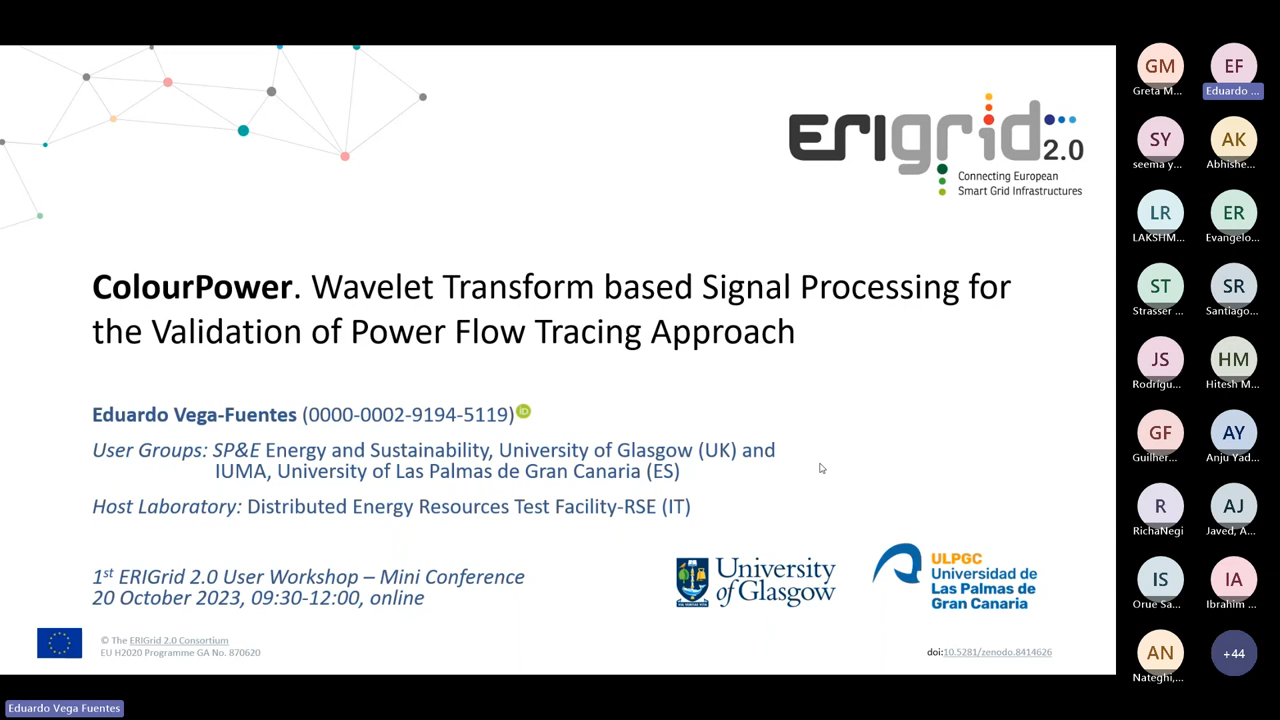 ERIgrid 2.0
Connecting European
Smart Grid Infrastructures
ColourPower. Wavelet Transform based Signal Processing for
the Validation of Power Flow Tracing Approach
Eduardo Vega-Fuentes (0000-0002-9194-5119) iD
User Groups: SP&E Energy and Sustainability, University of Glasgow (UK) and
IUMA, University of Las Palmas de Gran Canaria (ES)
Host Laboratory: Distributed Energy Resources Test Facility-RSE (IT)
1st ERIGrid 2.0 User Workshop – Mini Conference
20 October 2023, 09:30-12:00, online
University
of Glasgow
ULPGC
Universidad de
Las Palmas de
Gran Canaria
© The ERIGrid 2.0 Consortium
EU H2020 Programme GA No. 870620
doi:10.5281/zenodo.8414626
Eduardo Vega Fuentes
GM EF
Greta M... Eduardo ...
SY AK
seema y... Abhishe...
LR ER
LAKSHM... Evangelo...
ST SR
Strasser ... Santiago...
JS HM
Rodrigu... Hitesh M...
GF AY
Guilher... Anju Yad...
R AJ
RichaNegi Javed, A...
IS IA
Orue Sa... Ibrahim ...
AN +44
Nateghi,...